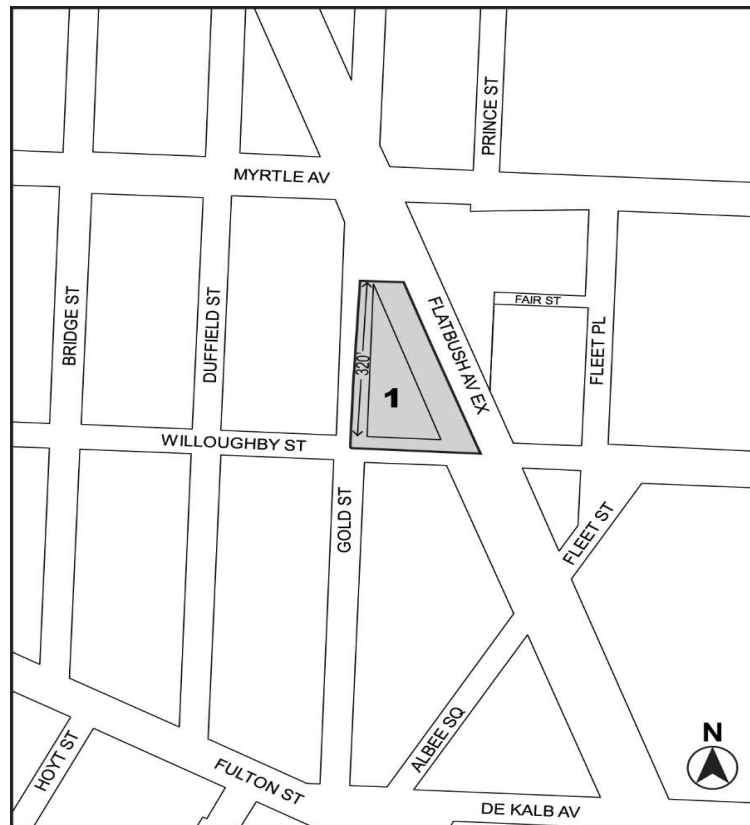 PRINCE ST
MYRTLE AV
BRIDGE ST
DUFFIELD ST
320'
1
FLATBUSH AV EX
FAIR ST
FLEET PL
WILLOUGHBY ST
GOLD ST
FLEET ST
ALBEE SQ
HOYT ST
FULTON ST
DE KALB AV
N